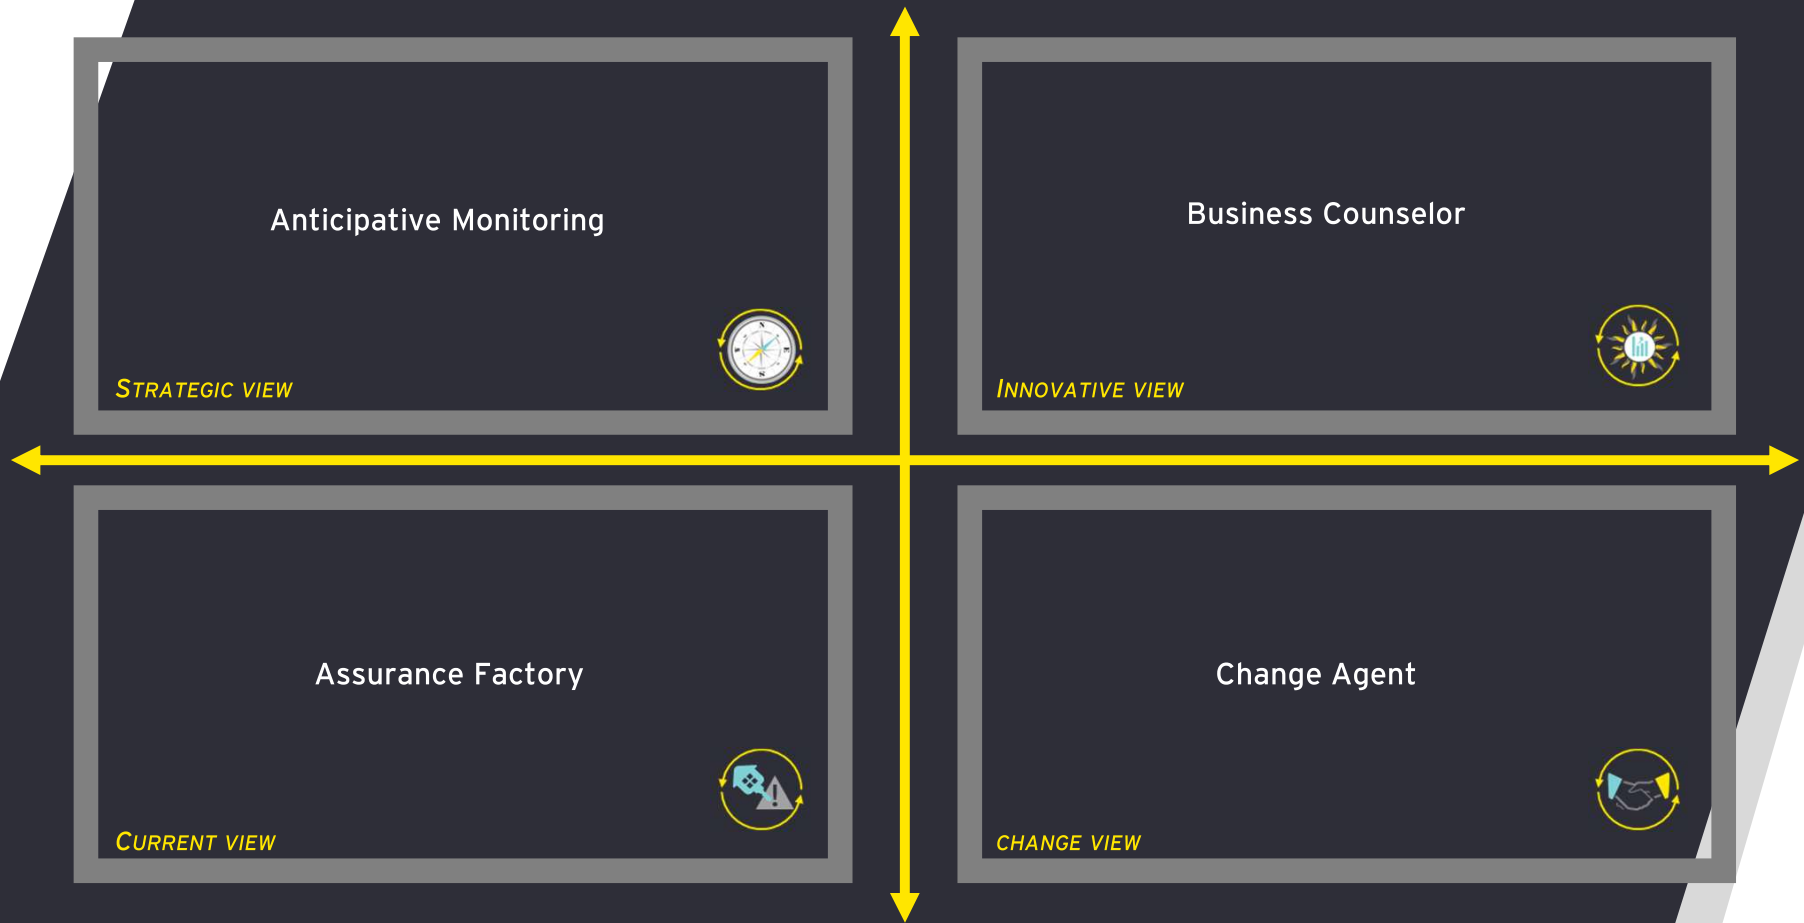 Anticipative Monitoring
STRATEGIC VIEW
Business Counselor
INNOVATIVE VIEW
Assurance Factory
CURRENT VIEW
Change Agent
CHANGE VIEW